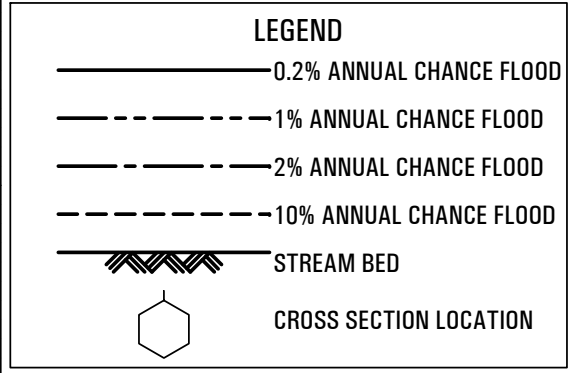 LEGEND
0.2% ANNUAL CHANCE FLOOD
1% ANNUAL CHANCE FLOOD
2% ANNUAL CHANCE FLOOD
10% ANNUAL CHANCE FLOOD
STREAM BED
CROSS SECTION LOCATION